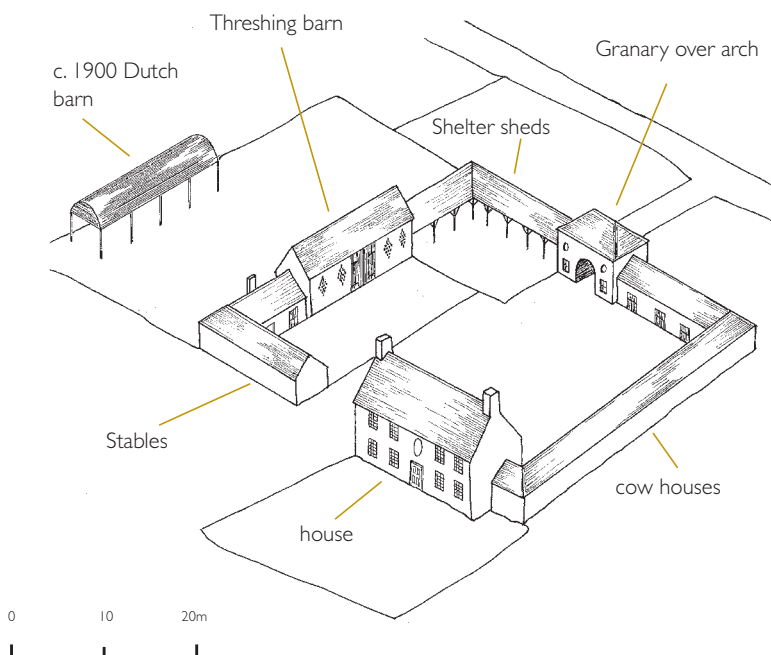 Threshing barn
Granary over arch
c. 1900 Dutch
barn
Shelter sheds
Stables
cow houses
house
0 10 20m